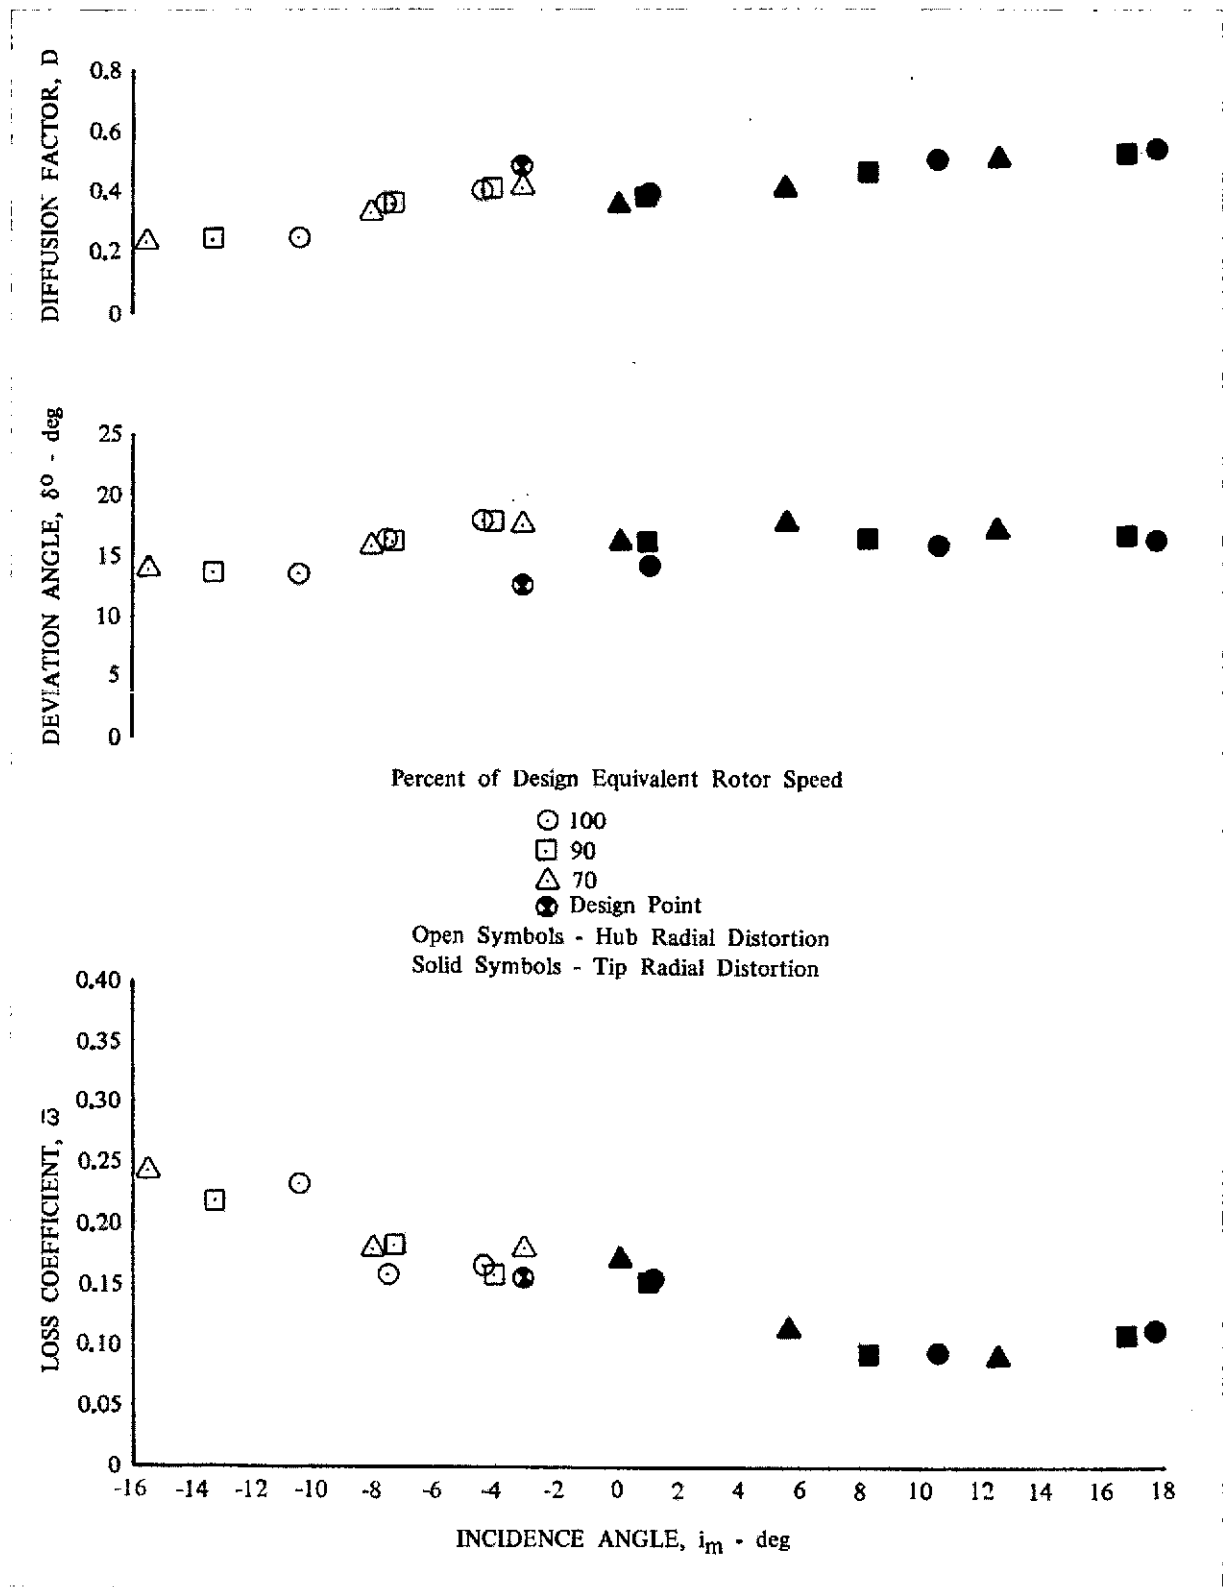 DIFFUSION FACTOR, D
0.8
0.6
0.4
0.2
0
DEVIATION ANGLE, δ° - deg
25
20
15
10
5
0
Percent of Design Equivalent Rotor Speed
100
90
70
Design Point
Open Symbols - Hub Radial Distortion
Solid Symbols - Tip Radial Distortion
LOSS COEFFICIENT, ω̄
0.40
0.35
0.30
0.25
0.20
0.15
0.10
0.05
0
-16 -14 -12 -10 -8 -6 -4 -2 0 2 4 6 8 10 12 14 16 18
INCIDENCE ANGLE, iₘ - deg